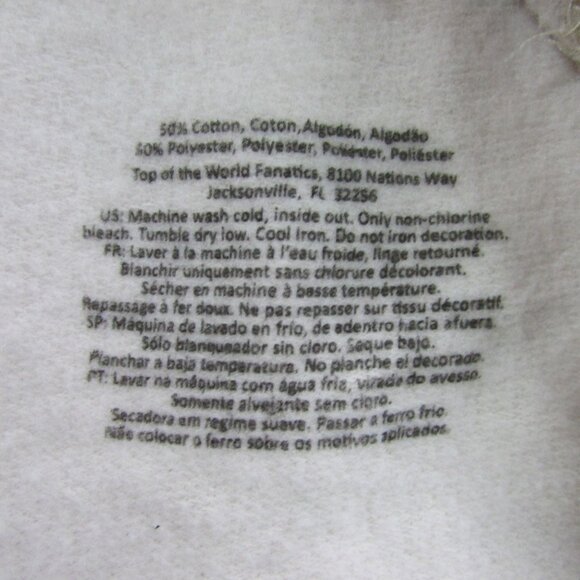 50% Cotton, Coton, Algodón, Algodão
50% Polyester, Polyester, Poliéster, Poliéster
Top of the World Fanatics, 8100 Nations Way
Jacksonville, FL 32256
US: Machine wash cold, inside out. Only non-chlorine
bleach. Tumble dry low. Cool Iron. Do not iron decoration.
FR: Laver à la machine à l'eau froide, linge retourné.
Blanchir uniquement sans chlorure décolorant.
Sécher en machine à basse température.
Repassage à fer doux. Ne pas repasser sur tissu décoratif.
SP: Máquina de lavado en frío, de adentro hacia afuera.
Sólo blanqueador sin cloro. Seque bajo.
Planchar a baja temperatura. No planche el decorado.
PT: Lavar na máquina com água fria, virado do avesso.
Somente alvejante sem cloro.
Secadora em regime suave. Passar a ferro frio.
Não colocar o ferro sobre os motivos aplicados.